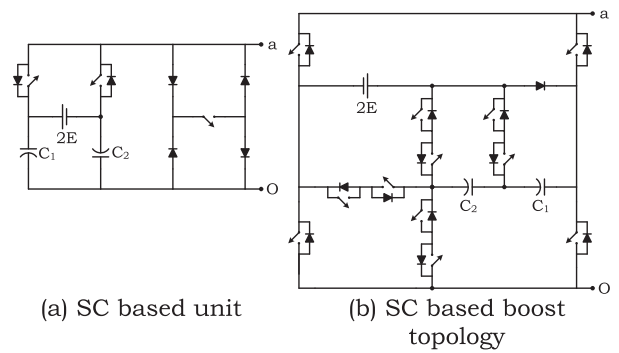 a
2E
C₁
C₂
O
(a) SC based unit
a
2E
C₂
C₁
O
(b) SC based boost
topology